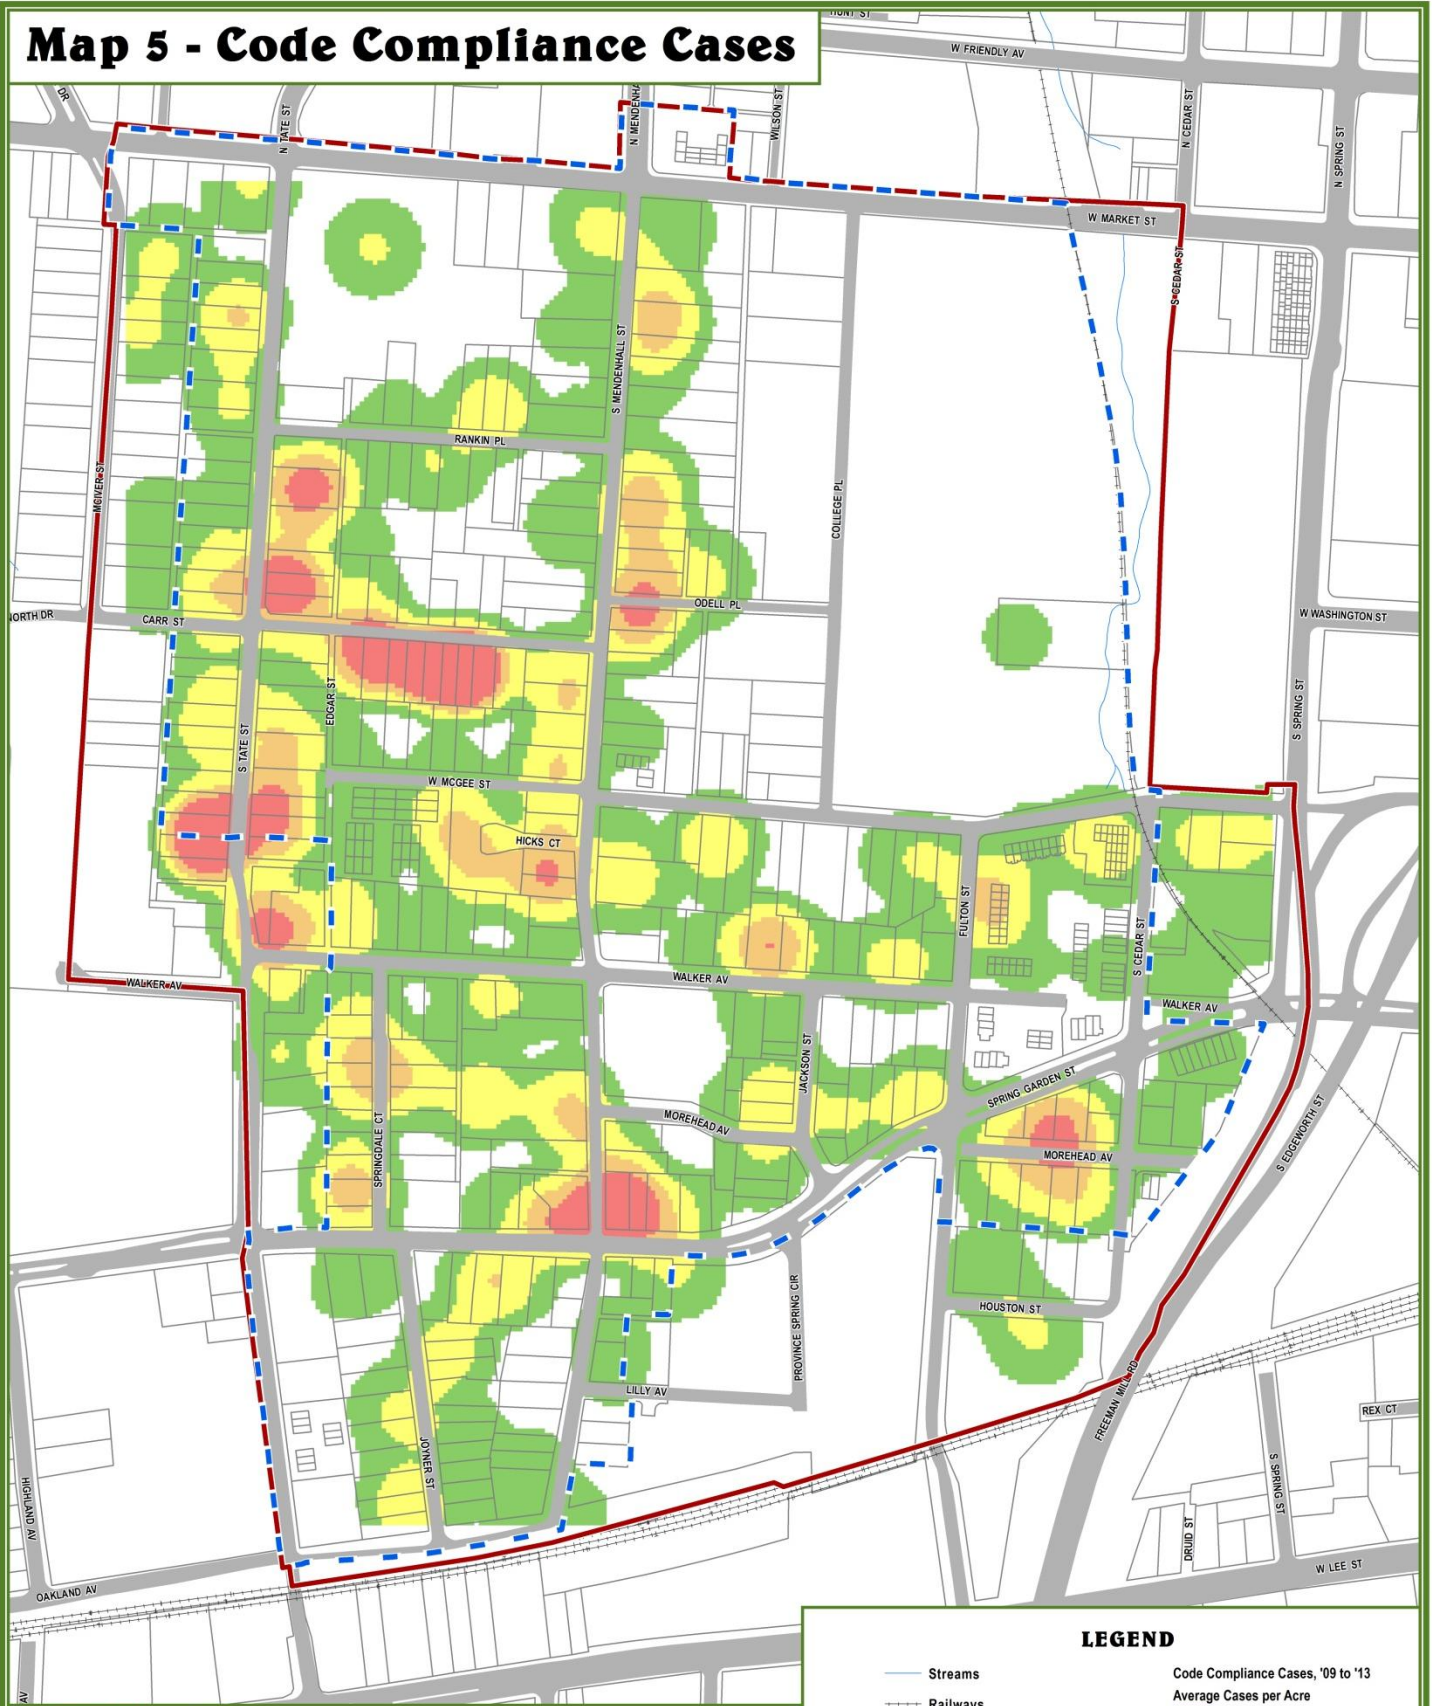 Map 5 - Code Compliance Cases
HUNT ST
W FRIENDLY AV
DR
N TATE ST
N MENDENHA
WILSON ST
N CEDAR ST
N SPRING ST
W MARKET ST
S CEDAR ST
S MENDENHALL ST
RANKIN PL
MCIVER ST
COLLEGE PL
ODELL PL
NORTH DR
CARR ST
W WASHINGTON ST
EDGAR ST
S TATE ST
S SPRING ST
W MCGEE ST
HICKS CT
FULTON ST
S CEDAR ST
WALKER AV
WALKER AV
WALKER AV
JACKSON ST
SPRING GARDEN ST
MOREHEAD AV
SPRINGDALE CT
MOREHEAD AV
S EDGEWORTH ST
HOUSTON ST
PROVINCE SPRING CIR
LILLY AV
FREEMAN MILL RD
REX CT
JOYNER ST
HIGHLAND AV
S SPRING ST
DRUID ST
W LEE ST
OAKLAND AV
AV
LEGEND
Streams
Railways
Code Compliance Cases, '09 to '13
Average Cases per Acre